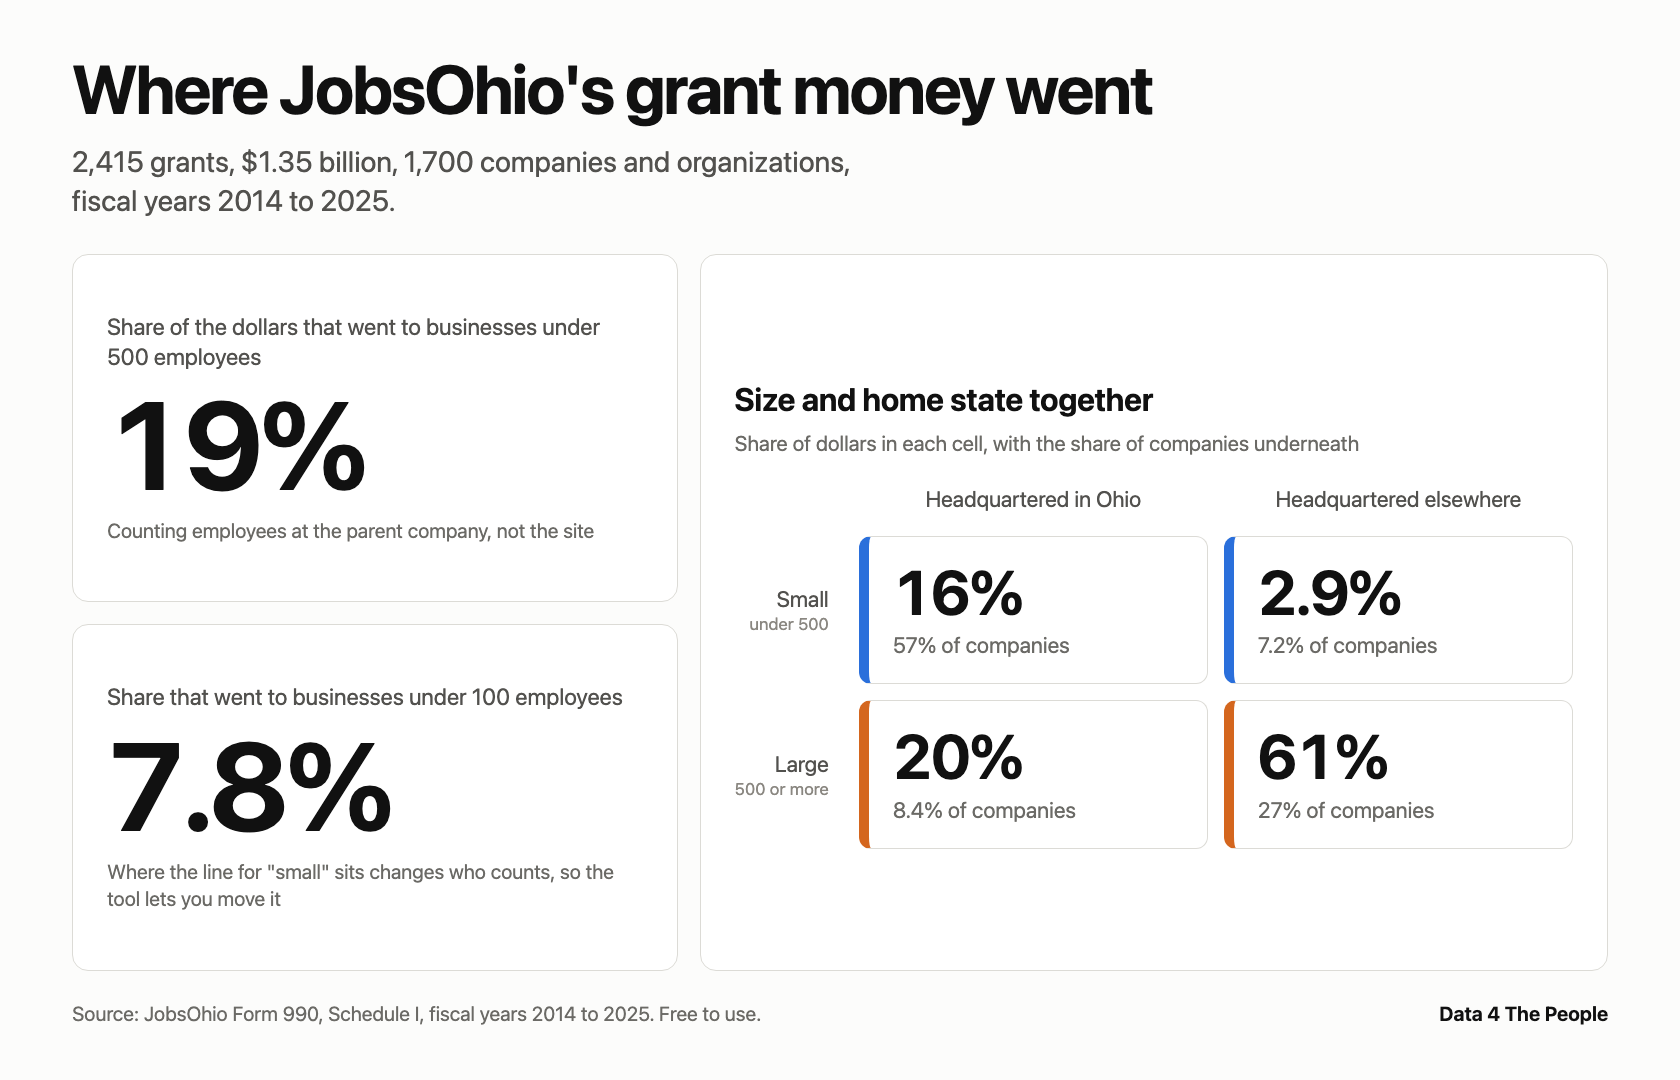 Where JobsOhio's grant money went
2,415 grants, $1.35 billion, 1,700 companies and organizations,
fiscal years 2014 to 2025.
Share of the dollars that went to businesses under
500 employees
19%
Counting employees at the parent company, not the site
Share that went to businesses under 100 employees
7.8%
Where the line for "small" sits changes who counts, so the
tool lets you move it
Size and home state together
Share of dollars in each cell, with the share of companies underneath
Headquartered in Ohio
Headquartered elsewhere
Small
under 500
16%
57% of companies
2.9%
7.2% of companies
Large
500 or more
20%
8.4% of companies
61%
27% of companies
Source: JobsOhio Form 990, Schedule I, fiscal years 2014 to 2025. Free to use.
Data 4 The People